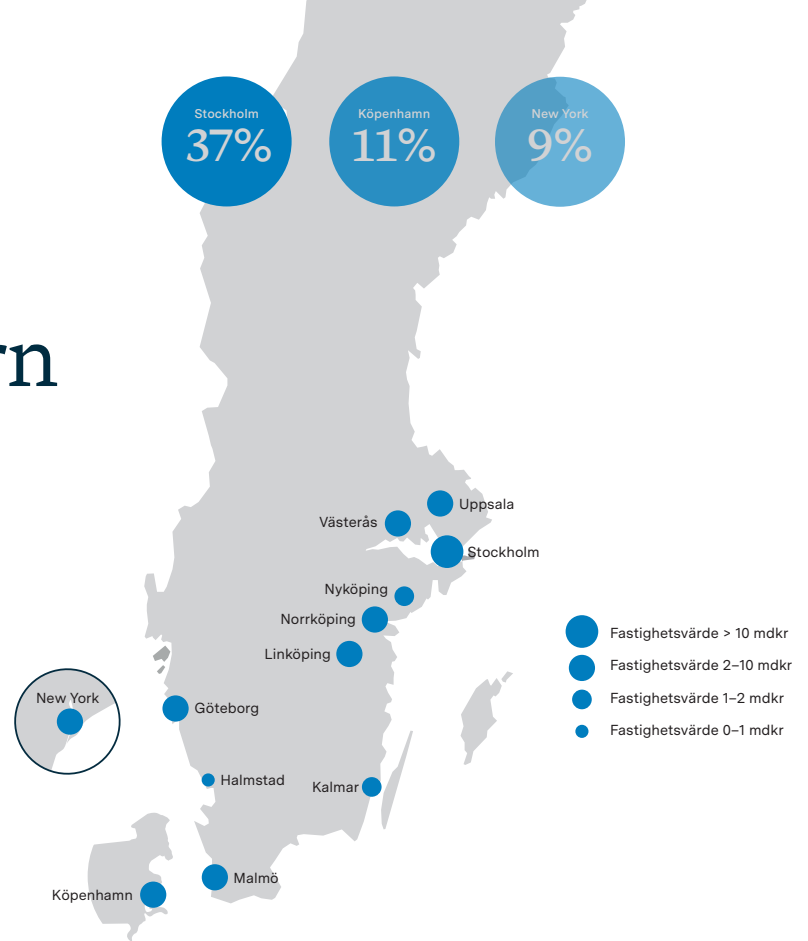 Stockholm
37%
Köpenhamn
11%
New York
9%
rn
Uppsala
Västerås
Stockholm
Nyköping
Norrköping
Linköping
Fastighetsvärde > 10 mdkr
Fastighetsvärde 2–10 mdkr
Fastighetsvärde 1–2 mdkr
Fastighetsvärde 0–1 mdkr
New York
Göteborg
Halmstad
Kalmar
Malmö
Köpenhamn